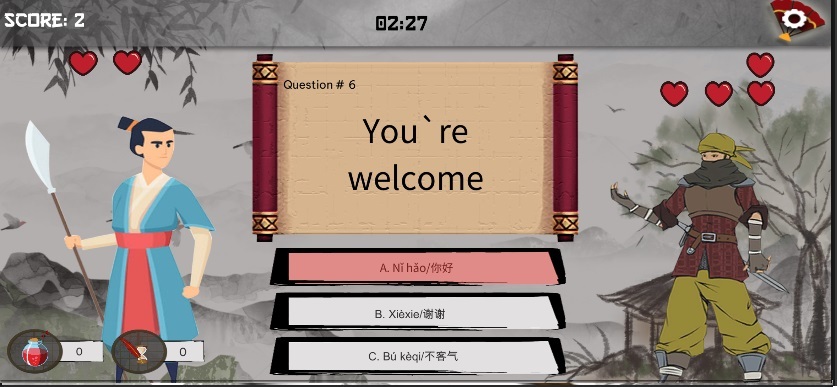 SCORE: 2
02:27
Question # 6
You`re
welcome
A. Nǐ hǎo/你好
B. Xièxie/谢谢
C. Bú kèqi/不客气
0
0